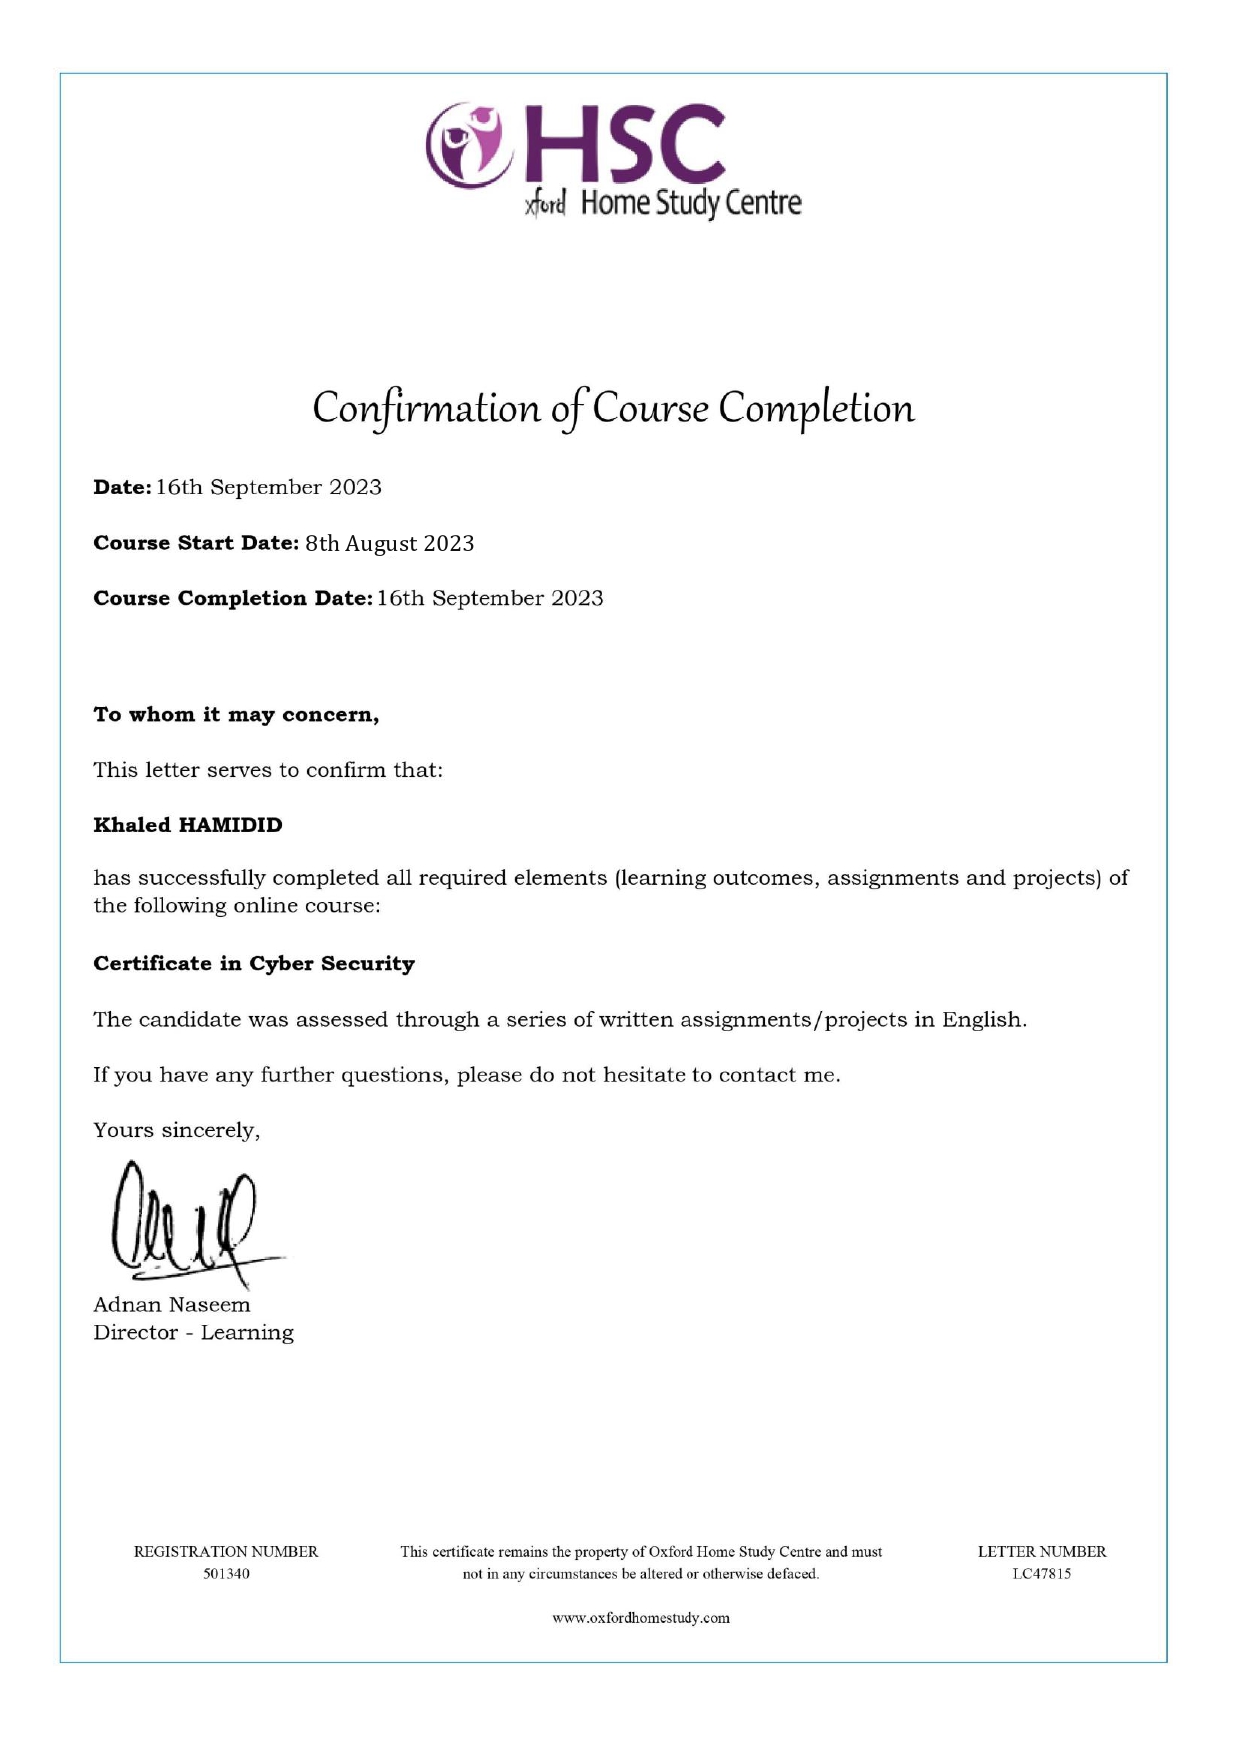 HSC
xford Home Study Centre
Confirmation of Course Completion
Date: 16th September 2023
Course Start Date: 8th August 2023
Course Completion Date: 16th September 2023
To whom it may concern,
This letter serves to confirm that:
Khaled HAMIDID
has successfully completed all required elements (learning outcomes, assignments and projects) of
the following online course:
Certificate in Cyber Security
The candidate was assessed through a series of written assignments/projects in English.
If you have any further questions, please do not hesitate to contact me.
Yours sincerely,
Adnan Naseem
Director - Learning
REGISTRATION NUMBER
501340
This certificate remains the property of Oxford Home Study Centre and must
not in any circumstances be altered or otherwise defaced.
www.oxfordhomestudy.com
LETTER NUMBER
LC47815